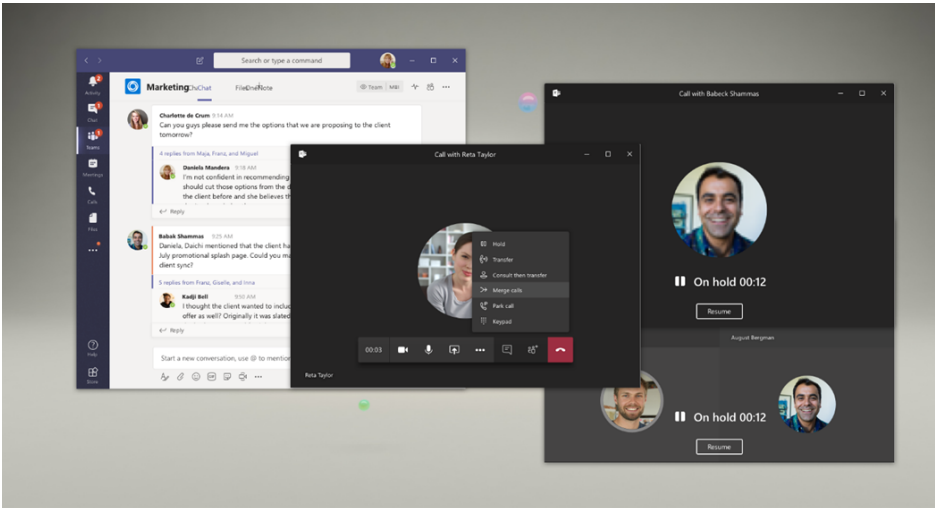 Search or type a command
Activity
Chat
Teams
Meetings
Calls
Files
Help
Store
Marketing
Chat
OneNote
Team
Charlotte de Crum 9:14 AM
Can you guys please send me the options that we are proposing to the client
tomorrow?
4 replies from Maja, Franz, and Miguel
Daniela Mandera 9:18 AM
I'm not confident in recommending
should cut those options from the d
the client before and she believes th
Reply
Babak Shammas 9:25 AM
Daniela, Daichi mentioned that the client ha
July promotional splash page. Could you ma
client sync?
5 replies from Franz, Giselle, and Inna
Kadji Bell 9:50 AM
I thought the client wanted to includ
offer as well? Originally it was slated
Reply
Start a new conversation, use @ to mention
Call with Reta Taylor
Hold
Transfer
Consult then transfer
Merge calls
Park call
Keypad
00:03
Reta Taylor
Call with Babeck Shammas
On hold 00:12
Resume
August Bergman
On hold 00:12
Resume